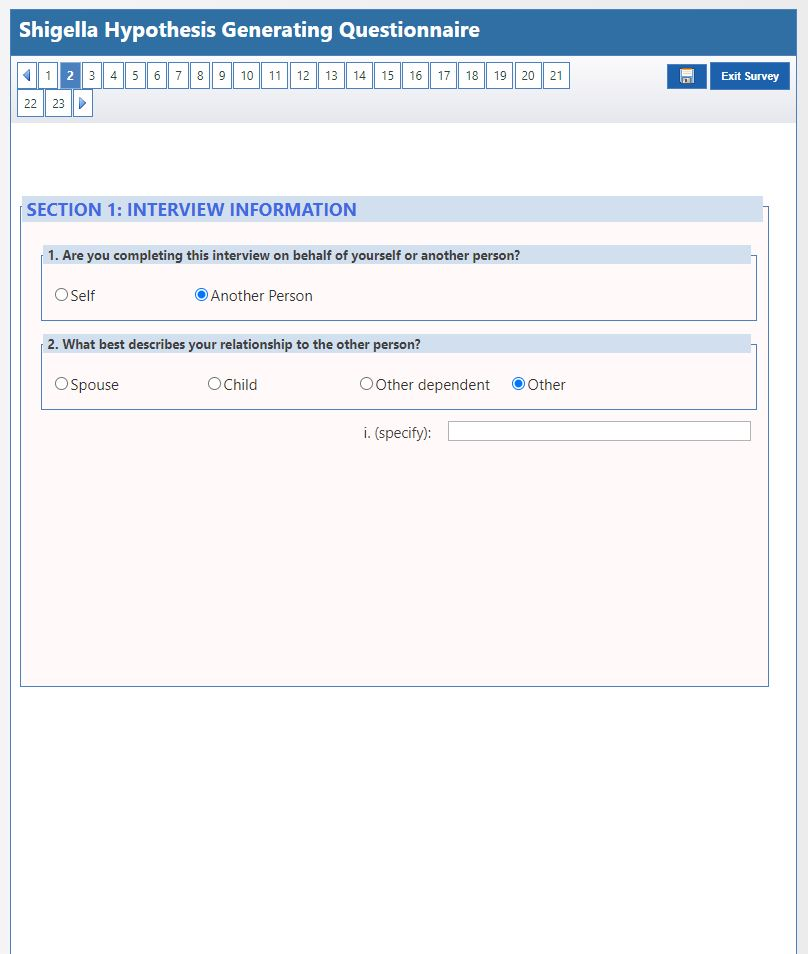 Shigella Hypothesis Generating Questionnaire
1 2 3 4 5 6 7 8 9 10 11 12 13 14 15 16 17 18 19 20 21
Exit Survey
22 23
SECTION 1: INTERVIEW INFORMATION
1. Are you completing this interview on behalf of yourself or another person?
Self Another Person
2. What best describes your relationship to the other person?
Spouse Child Other dependent Other
i. (specify):